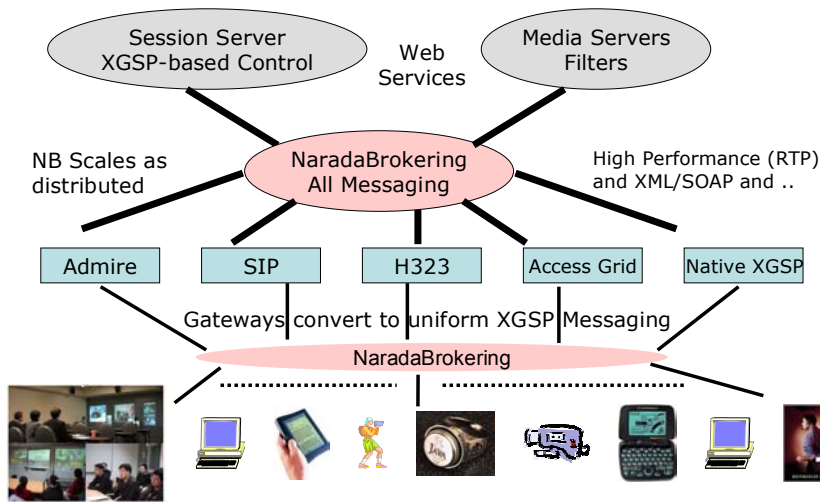 Session Server
XGSP-based Control
Web
Services
Media Servers
Filters
NB Scales as
distributed
NaradaBrokering
All Messaging
High Performance (RTP)
and XML/SOAP and ..
Admire
SIP
H323
Access Grid
Native XGSP
Gateways convert to uniform XGSP Messaging
NaradaBrokering
JAVA